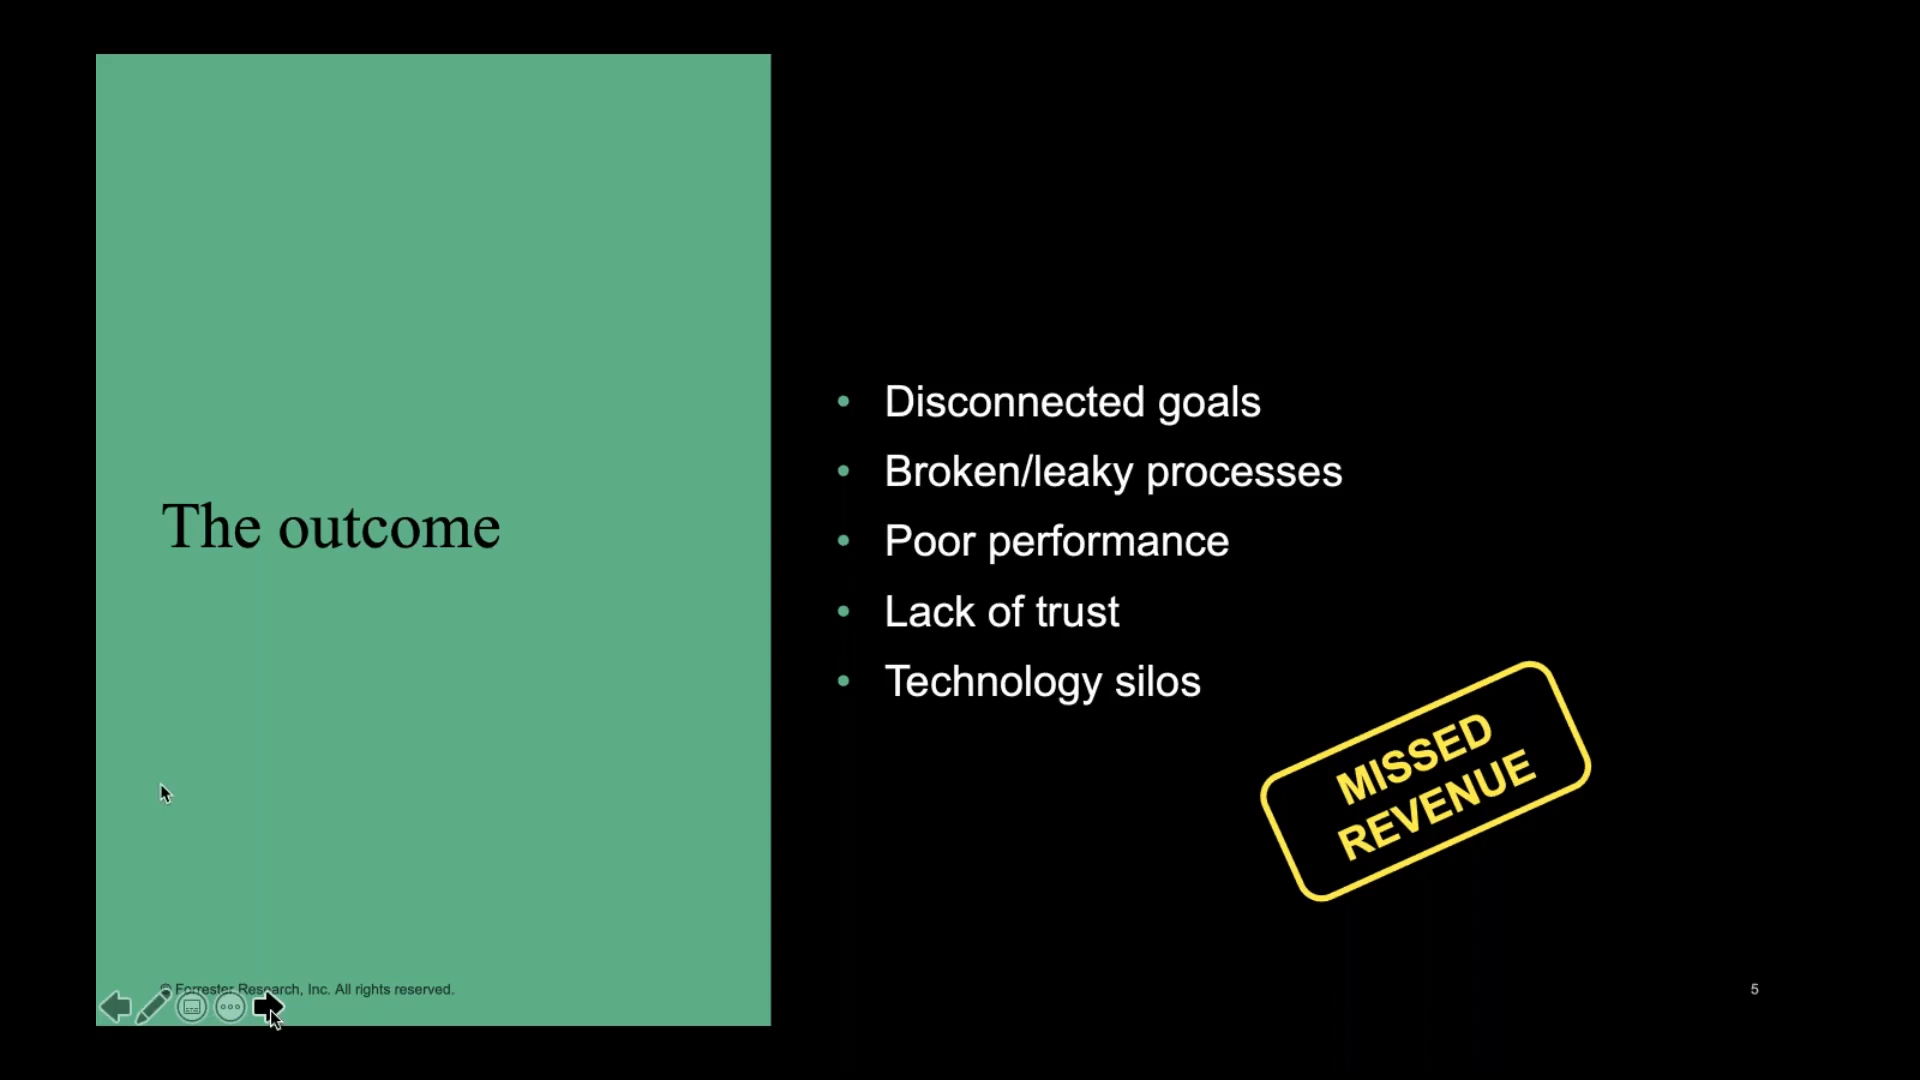 The outcome
Disconnected goals
Broken/leaky processes
Poor performance
Lack of trust
Technology silos
MISSED
REVENUE
© Forrester Research, Inc. All rights reserved.
5